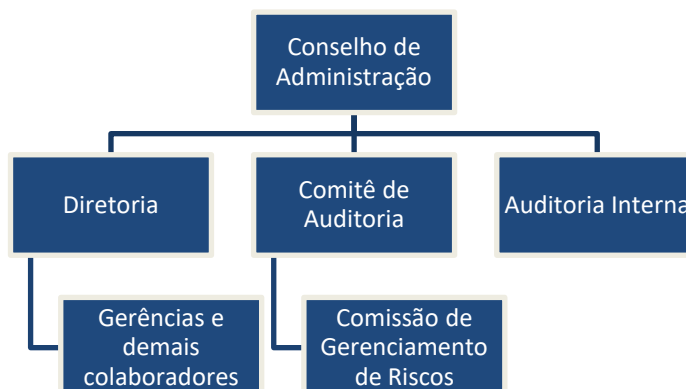 Conselho de
Administração
Diretoria
Comitê de
Auditoria
Auditoria Interna
Gerências e
demais
colaboradores
Comissão de
Gerenciamento
de Riscos